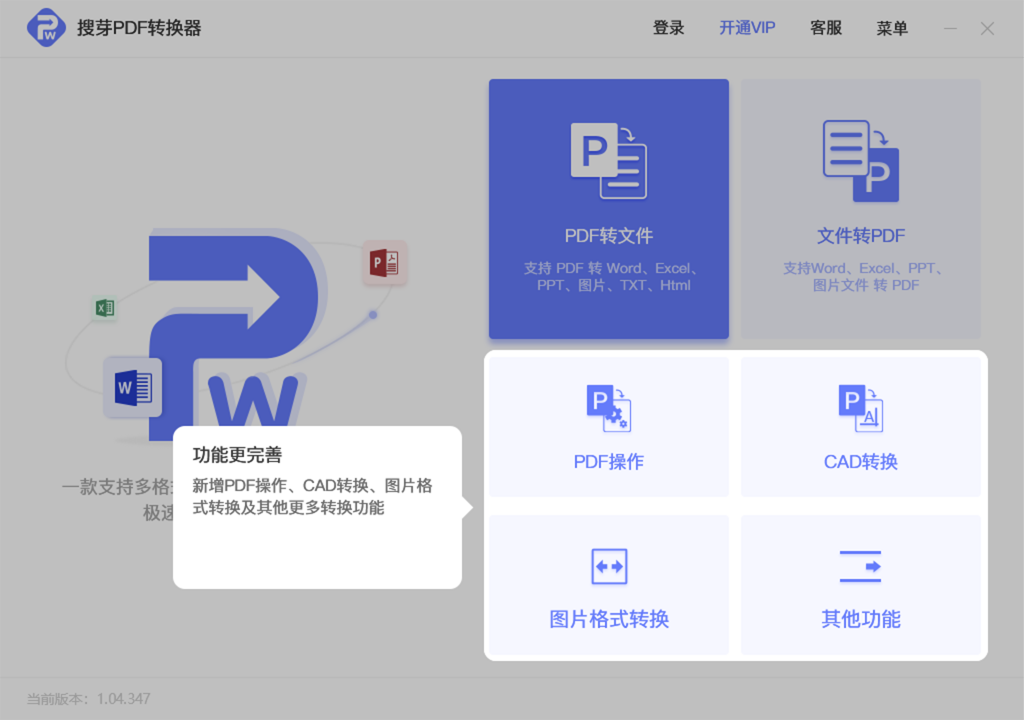 搜芽PDF转换器
登录 开通VIP 客服 菜单
PDF转文件
支持 PDF 转 Word、Excel、
PPT、图片、TXT、Html
文件转PDF
支持Word、Excel、PPT、
图片文件 转 PDF
一款支持多格
极速
功能更完善
新增PDF操作、CAD转换、图片格
式转换及其他更多转换功能
PDF操作
CAD转换
图片格式转换
其他功能
当前版本：1.04.347